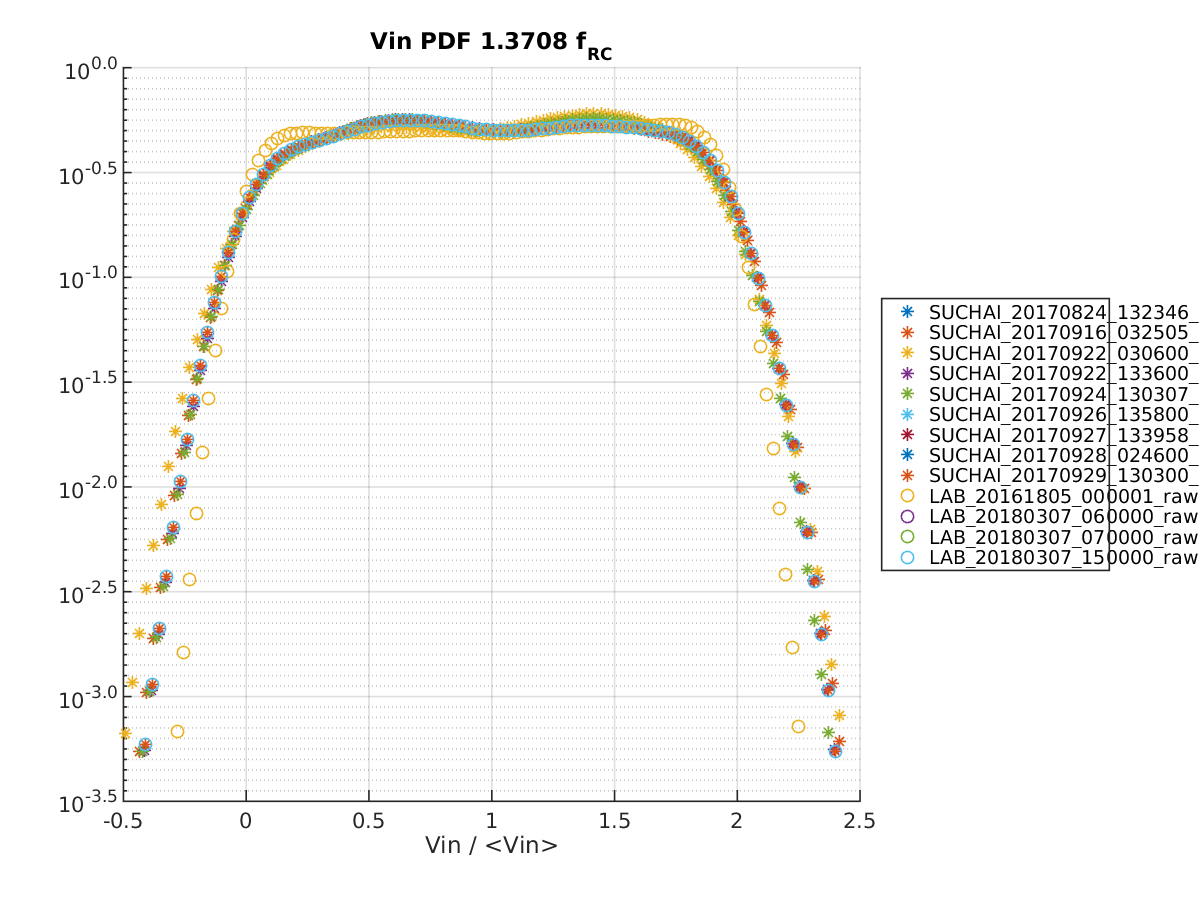 Vin PDF 1.3708 f_RC
10^0.0
10^-0.5
10^-1.0
10^-1.5
10^-2.0
10^-2.5
10^-3.0
10^-3.5
-0.5 0 0.5 1 1.5 2 2.5
Vin / <Vin>
SUCHAI_20170824_132346_
SUCHAI_20170916_032505_
SUCHAI_20170922_030600_
SUCHAI_20170922_133600_
SUCHAI_20170924_130307_
SUCHAI_20170926_135800_
SUCHAI_20170927_133958_
SUCHAI_20170928_024600_
SUCHAI_20170929_130300_
LAB_20161805_000001_raw
LAB_20180307_060000_raw
LAB_20180307_070000_raw
LAB_20180307_150000_raw